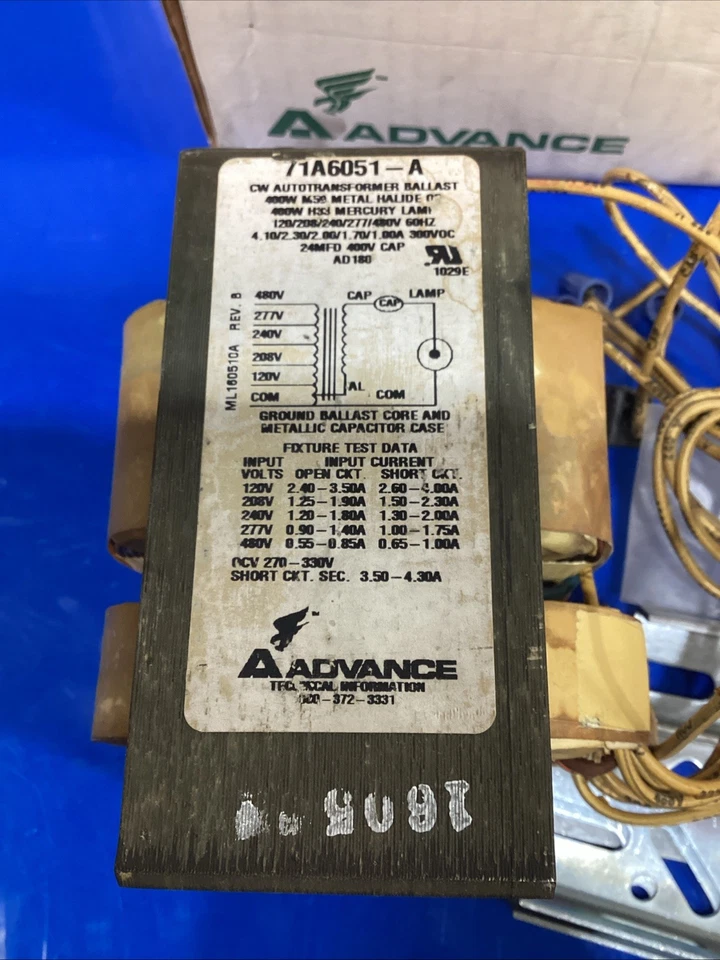 ADVANCE
71A6051-A
CW AUTOTRANSFORMER BALLAST
400W M59 METAL HALIDE
400W H33 MERCURY LAMP
120/208/240/277/480V 60HZ
4.10/2.30/2.00/1.70/1.00A 300VOC
24MFD 400V CAP
AD180
1029E
480V CAP LAMP
CAP
277V
240V
208V
120V
AL
COM COM
ML160510A REV. B
GROUND BALLAST CORE AND
METALLIC CAPACITOR CASE
FIXTURE TEST DATA
INPUT INPUT CURRENT
VOLTS OPEN CKT. SHORT CKT.
120V 2.40-3.50A 2.60-4.00A
208V 1.25-1.90A 1.50-2.30A
240V 1.20-1.80A 1.30-2.00A
277V 0.90-1.40A 1.00-1.75A
480V 0.55-0.85A 0.65-1.00A
OCV 270-330V
SHORT CKT. SEC. 3.50-4.30A
ADVANCE
TECHNICAL INFORMATION
-372-3331